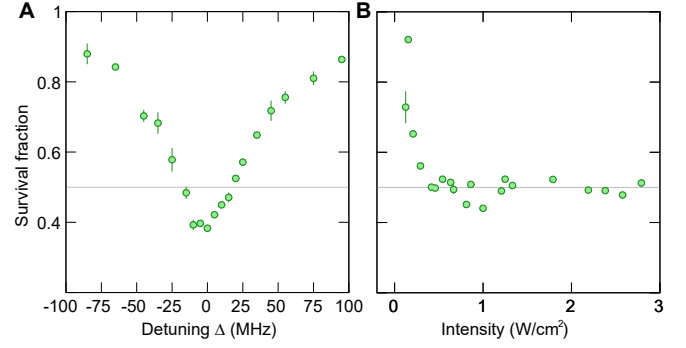 A
B
1
0.8
0.6
0.4
Survival fraction
-100 -75 -50 -25 0 25 50 75 100
0 1 2 3
Detuning Δ (MHz)
Intensity (W/cm²)